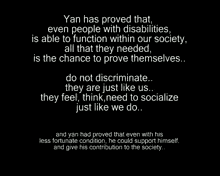 Yan has proved that,
even people with disabilities,
is able to function within our society,
all that they needed,
is the chance to prove themselves..
do not discriminate..
they are just like us..
they feel, think,need to socialize
just like we do..
and yan had proved that even with his
less fortunate condition, he could support himself,
and give his contribution to the society..